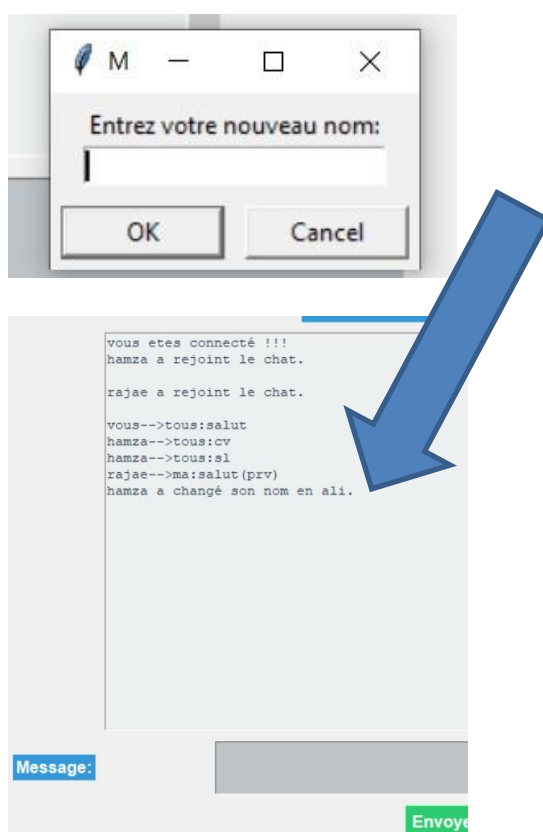 M
Entrez votre nouveau nom:
OK
Cancel
vous etes connecté !!!
hamza a rejoint le chat.
rajae a rejoint le chat.
vous-->tous:salut
hamza-->tous:cv
hamza-->tous:sl
rajae-->ma:salut(prv)
hamza a changé son nom en ali.
Message:
Envoye